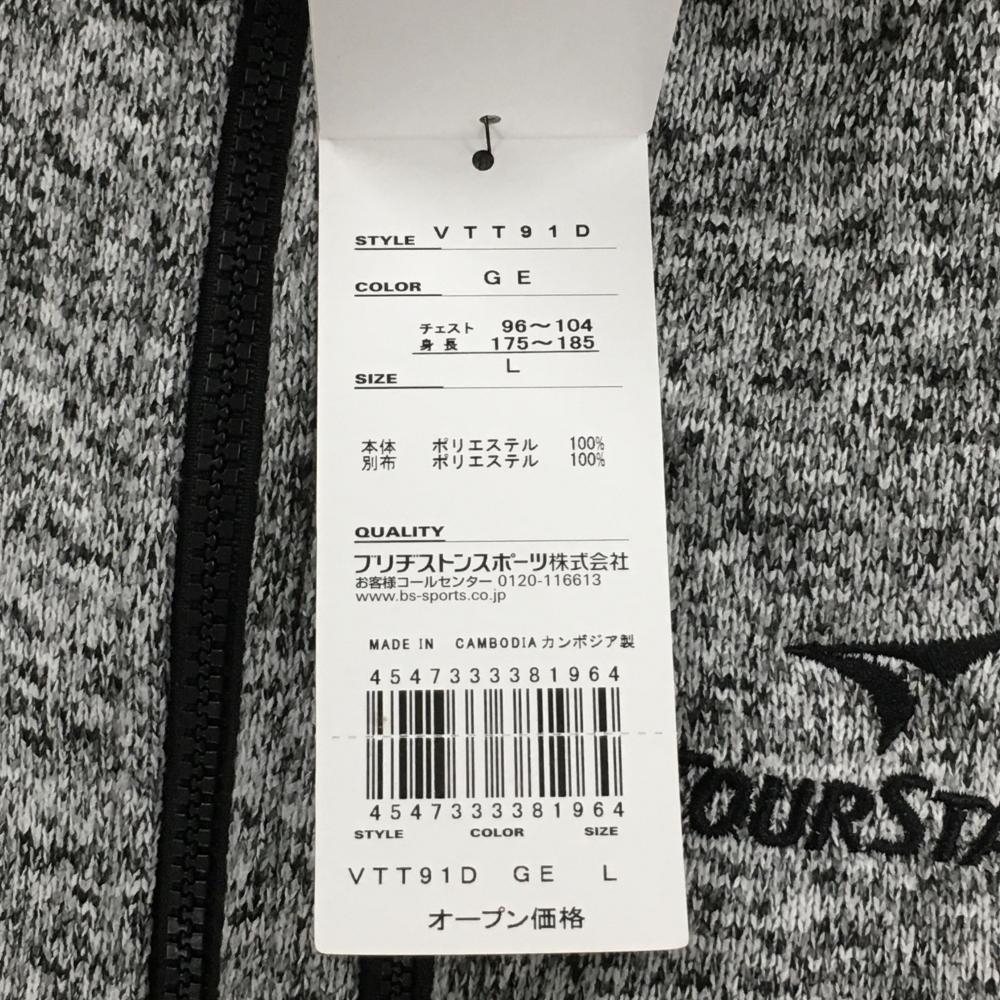 STYLE VTT91D
COLOR GE
チェスト 96～104
身長 175～185
SIZE L
本体 ポリエステル 100%
別布 ポリエステル 100%
QUALITY
ブリヂストンスポーツ株式会社
お客様コールセンター 0120-116613
www.bs-sports.co.jp
MADE IN CAMBODIA カンボジア製
4547333381964
4547333381964
STYLE COLOR SIZE
VTT91D GE L
オープン価格
TOURSTA